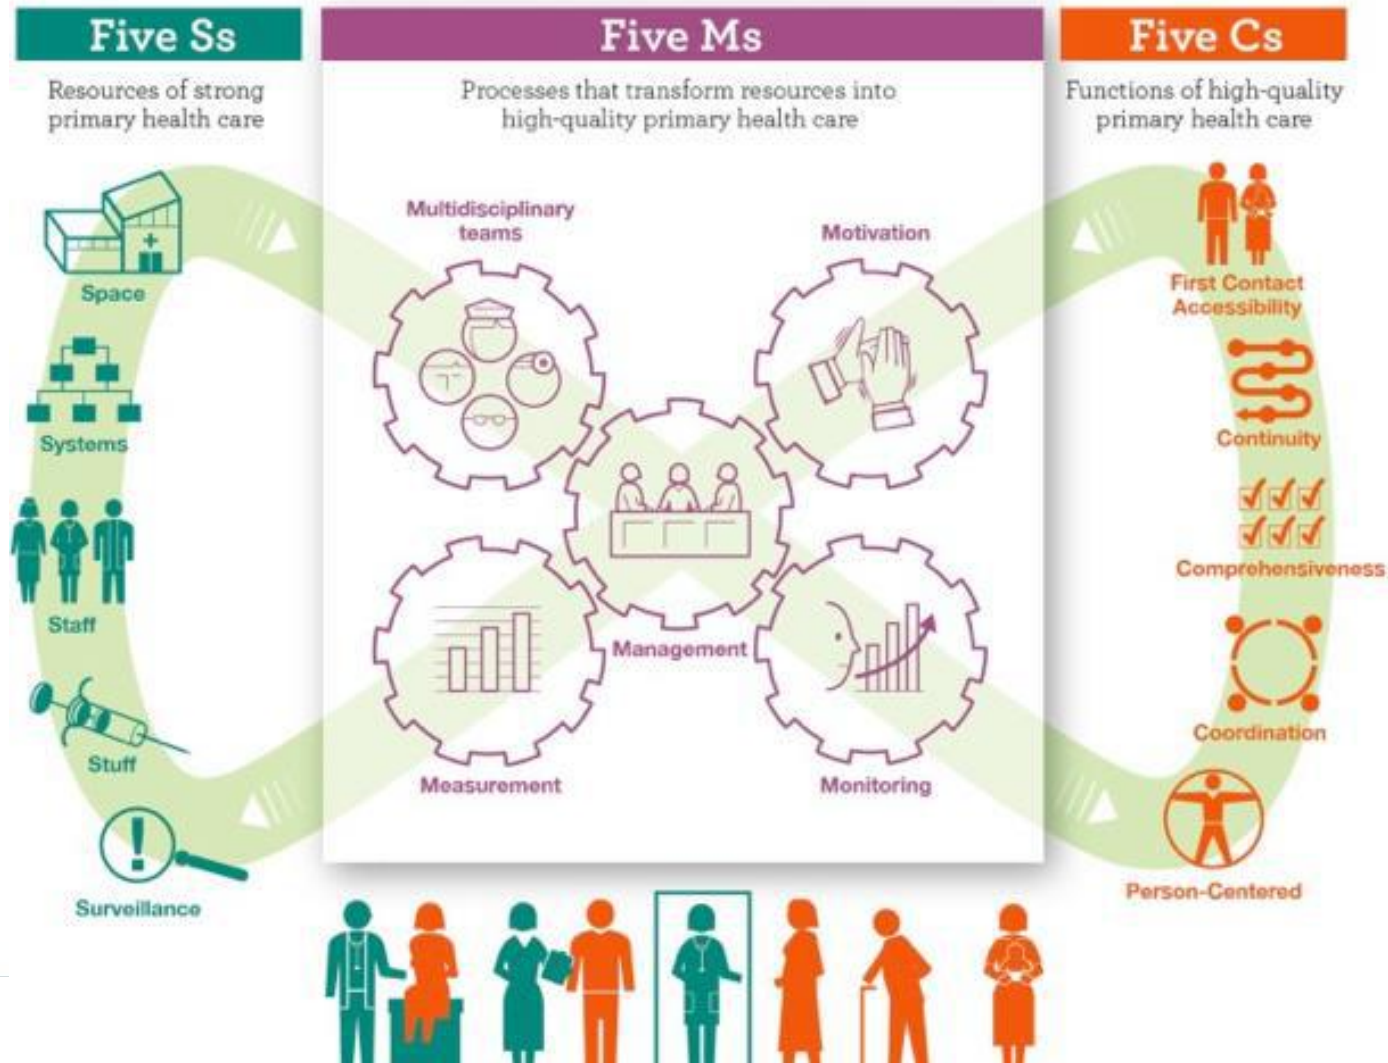 Five Ss
Resources of strong
primary health care
Space
Systems
Staff
Stuff
Surveillance
Five Ms
Processes that transform resources into
high-quality primary health care
Multidisciplinary
teams
Motivation
Management
Measurement
Monitoring
Five Cs
Functions of high-quality
primary health care
First Contact
Accessibility
Continuity
Comprehensiveness
Coordination
Person-Centered